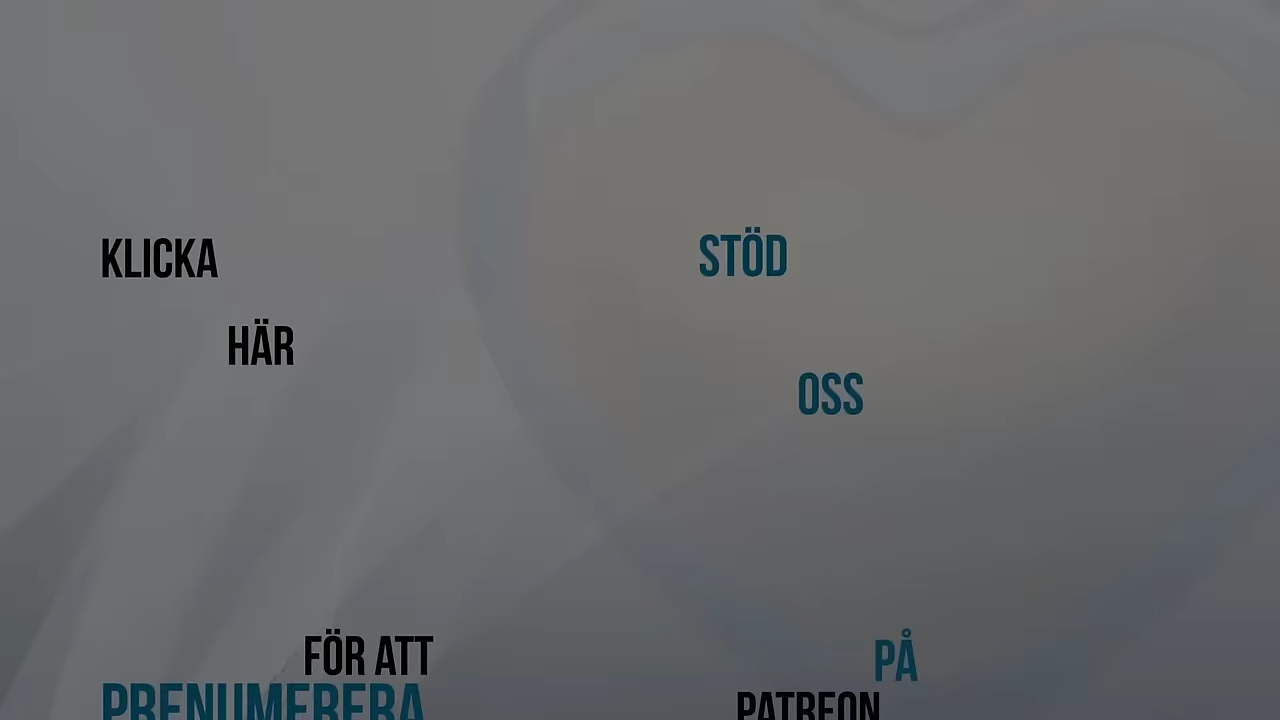 KLICKA
HÄR
FÖR ATT
PRENUMERERA
STÖD
OSS
PÅ
PATREON